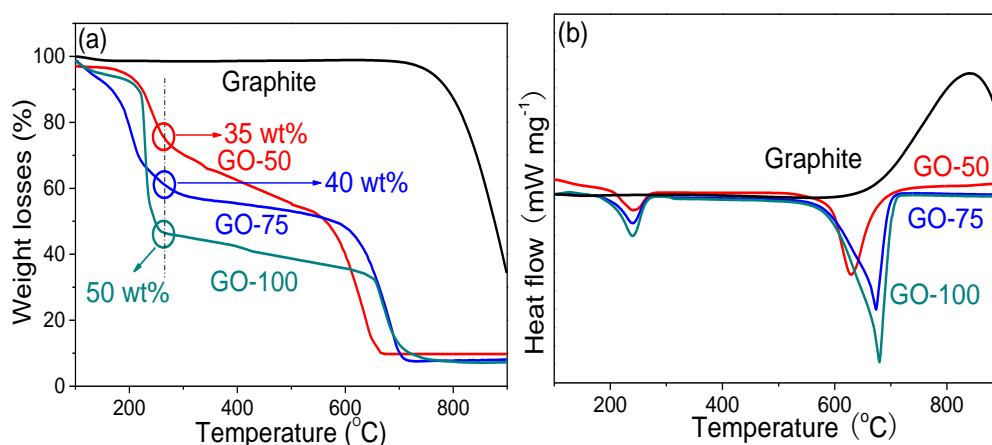 (a)
Weight losses (%)
100
80
60
40
20
0
Graphite
35 wt%
GO-50
40 wt%
GO-75
GO-100
50 wt%
200 400 600 800
Temperature (°C)
(b)
Heat flow (mW mg⁻¹)
Graphite
GO-50
GO-75
GO-100
200 400 600 800
Temperature (°C)